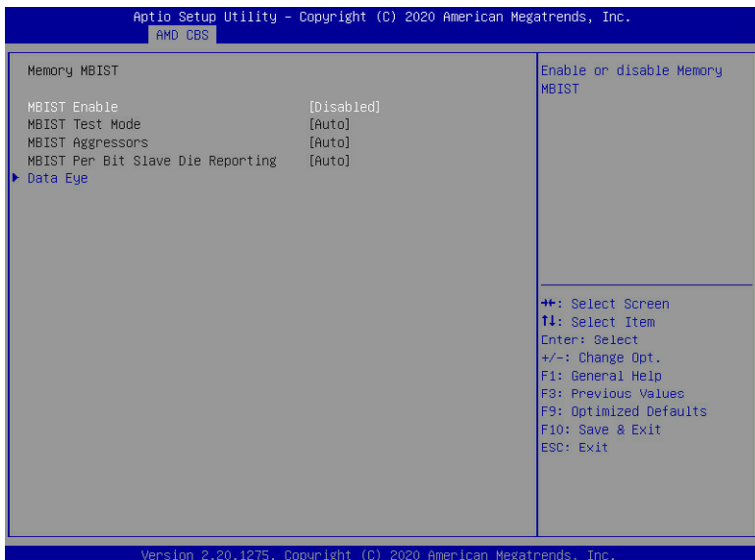 Aptio Setup Utility – Copyright (C) 2020 American Megatrends, Inc.
AMD CBS
Memory MBIST
MBIST Enable [Disabled]
MBIST Test Mode [Auto]
MBIST Aggressors [Auto]
MBIST Per Bit Slave Die Reporting [Auto]
Data Eye
Enable or disable Memory
MBIST
→←: Select Screen
↑↓: Select Item
Enter: Select
+/-: Change Opt.
F1: General Help
F3: Previous Values
F9: Optimized Defaults
F10: Save & Exit
ESC: Exit
Version 2.20.1275. Copyright (C) 2020 American Megatrends, Inc.